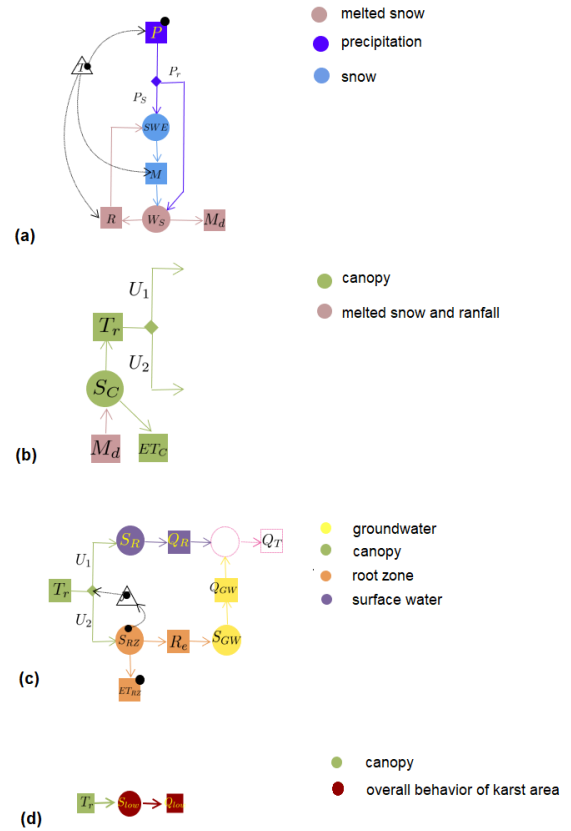 melted snow
precipitation
snow
P
T
P_r
P_S
SWE
M
R
W_S
M_d
(a)
canopy
melted snow and ranfall
U_1
T_r
U_2
S_C
M_d
ET_C
(b)
groundwater
canopy
root zone
surface water
S_R
Q_R
Q_T
U_1
T_r
Q_GW
U_2
S_RZ
R_e
S_GW
ET_RZ
(c)
canopy
overall behavior of karst area
T_r
S_low
Q_low
(d)